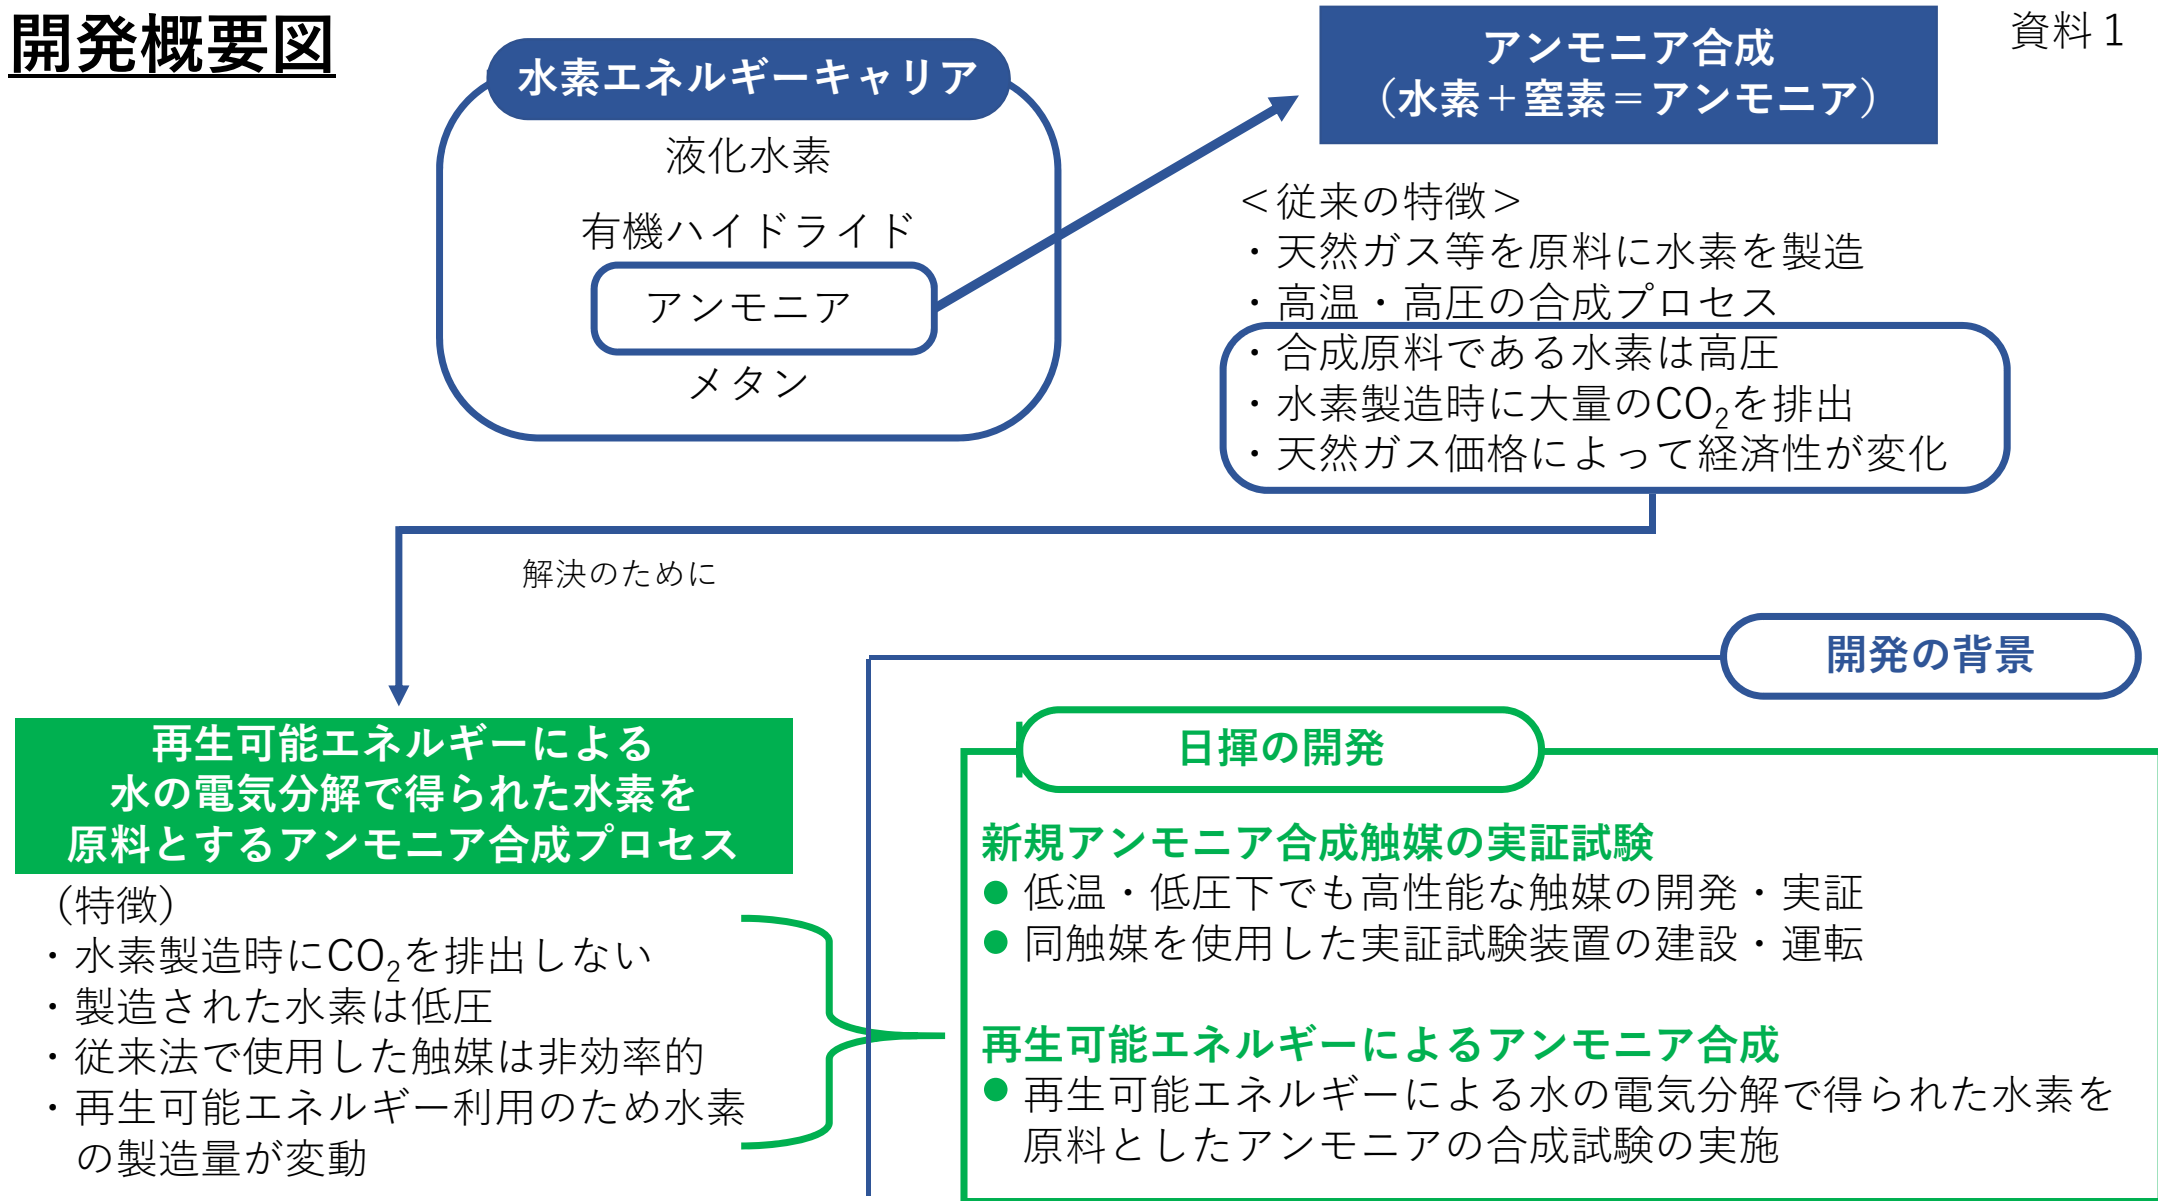 開発概要図
資料１
水素エネルギーキャリア
液化水素
有機ハイドライド
アンモニア
メタン
アンモニア合成
（水素＋窒素＝アンモニア）
＜従来の特徴＞
・天然ガス等を原料に水素を製造
・高温・高圧の合成プロセス
・合成原料である水素は高圧
・水素製造時に大量のCO₂を排出
・天然ガス価格によって経済性が変化
解決のために
開発の背景
再生可能エネルギーによる
水の電気分解で得られた水素を
原料とするアンモニア合成プロセス
（特徴）
・水素製造時にCO₂を排出しない
・製造された水素は低圧
・従来法で使用した触媒は非効率的
・再生可能エネルギー利用のため水素
の製造量が変動
日揮の開発
新規アンモニア合成触媒の実証試験
● 低温・低圧下でも高性能な触媒の開発・実証
● 同触媒を使用した実証試験装置の建設・運転
再生可能エネルギーによるアンモニア合成
● 再生可能エネルギーによる水の電気分解で得られた水素を
原料としたアンモニアの合成試験の実施